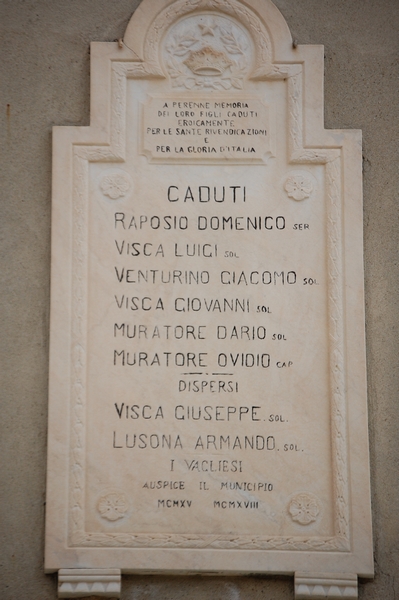 A PERENNE MEMORIA
DEI LORO FIGLI CADUTI
EROICAMENTE
PER LE SANTE RIVENDICAZIONI
E
PER LA GLORIA D'ITALIA
CADUTI
RAPOSIO DOMENICO SER
VISCA LUIGI SOL
VENTURINO GIACOMO SOL
VISCA GIOVANNI SOL
MURATORE DARIO SOL
MURATORE OVIDIO CAP
DISPERSI
VISCA GIUSEPPE. SOL.
LUSONA ARMANDO. SOL.
I VAGLIESI
AUSPICE IL MUNICIPIO
MCMXV MCMXVIII